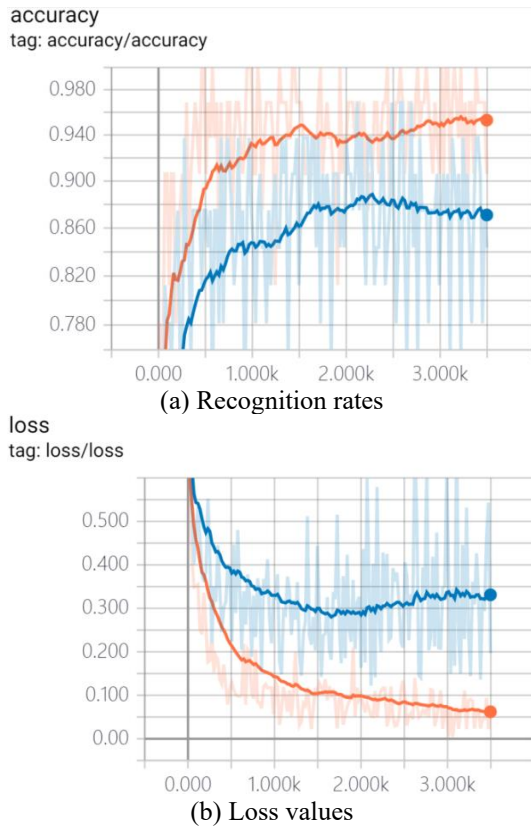 accuracy
tag: accuracy/accuracy
0.980
0.940
0.900
0.860
0.820
0.780
0.000 1.000k 2.000k 3.000k
(a) Recognition rates
loss
tag: loss/loss
0.500
0.400
0.300
0.200
0.100
0.00
0.000 1.000k 2.000k 3.000k
(b) Loss values